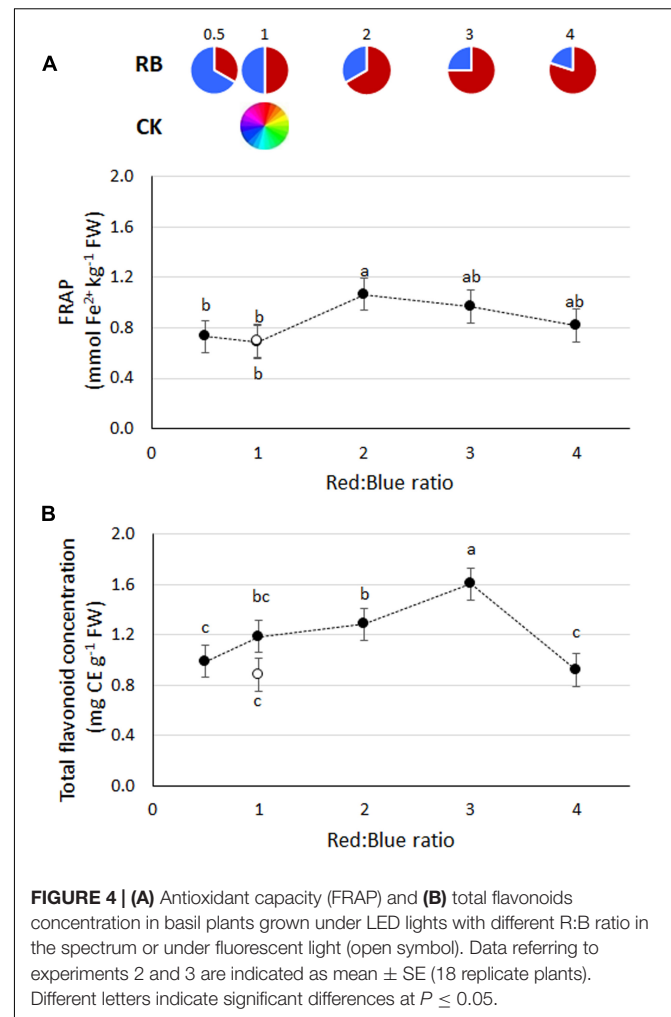 0.5 1 2 3 4
A RB
CK
2.0
1.6
1.2
0.8
0.4
0.0
FRAP
(mmol Fe²⁺ kg⁻¹ FW)
b b a ab ab
b
0 1 2 3 4
Red:Blue ratio
B
2.0
1.6
1.2
0.8
0.4
0.0
Total flavonoid concentration
(mg CE g⁻¹ FW)
c bc b a c
c
0 1 2 3 4
Red:Blue ratio
FIGURE 4 | (A) Antioxidant capacity (FRAP) and (B) total flavonoids
concentration in basil plants grown under LED lights with different R:B ratio in
the spectrum or under fluorescent light (open symbol). Data referring to
experiments 2 and 3 are indicated as mean ± SE (18 replicate plants).
Different letters indicate significant differences at P ≤ 0.05.